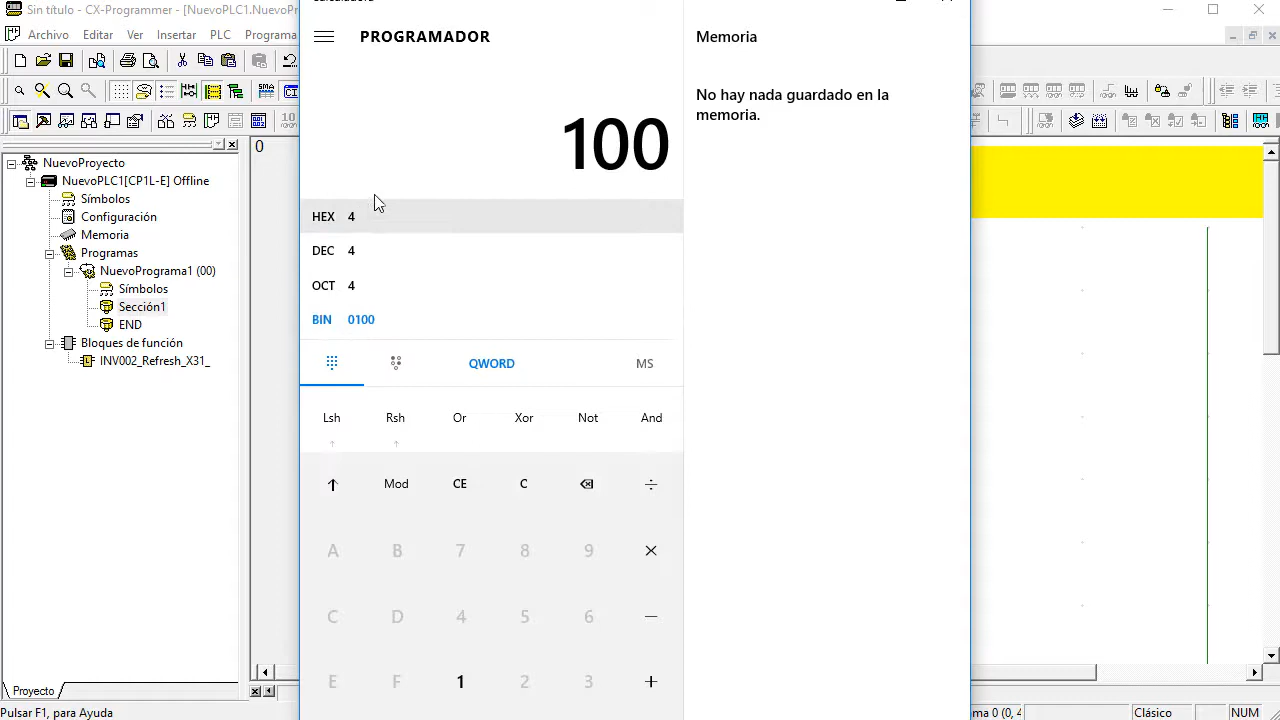 Sin título - CX-Programmer - [NuevoPLC1.NuevoPro
Archivo Editar Ver Insertar PLC Programa
NuevoProyecto
NuevoPLC1[CP1L-E] Offline
Símbolos
Configuración
Memoria
Programas
NuevoPrograma1 (00)
Símbolos
Sección1
END
Bloques de función
INV002_Refresh_X31_
Proyecto
Pulsar F1, para Ayuda
0
PROGRAMADOR
100
HEX 4
DEC 4
OCT 4
BIN 0100
QWORD MS
Lsh Rsh Or Xor Not And
↑ Mod CE C ÷
A B 7 8 9 ×
C D 4 5 6 −
E F 1 2 3 +
Memoria
No hay nada guardado en la
memoria.
Clásico
NUM